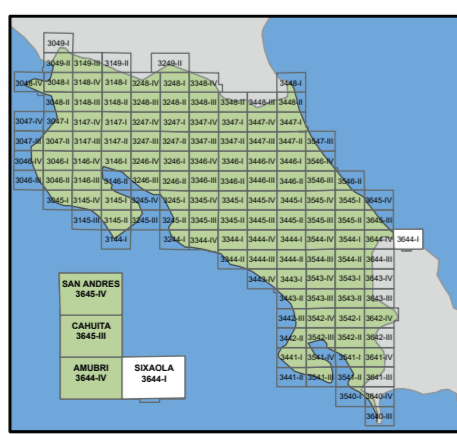 3049-I
3049-II 3149-III 3149-II 3249-II
3048-IV 3048-I 3148-IV 3148-I 3248-IV 3248-I 3348-IV 3448-I
3048-II 3148-III 3148-II 3248-III 3248-II 3348-III 3348-II 3448-III 3448-II
3047-IV 3047-I 3147-IV 3147-I 3247-IV 3247-I 3347-IV 3347-I 3447-IV 3447-I
3047-III 3047-II 3147-III 3147-II 3247-III 3247-II 3347-III 3347-II 3447-III 3447-II 3547-III
3046-IV 3046-I 3146-IV 3146-I 3246-IV 3246-I 3346-IV 3346-I 3446-IV 3446-I 3546-IV
3046-III 3046-II 3146-III 3146-II 3246-III 3246-II 3346-III 3346-II 3446-III 3446-II 3546-III 3546-II
3045-I 3145-IV 3145-I 3245-IV 3245-I 3345-IV 3345-I 3445-IV 3445-I 3545-IV 3545-I 3645-IV
3145-III 3145-II 3245-III 3245-II 3345-III 3345-II 3445-III 3445-II 3545-III 3545-II 3645-III
3144-I 3244-I 3344-IV 3344-I 3444-IV 3444-I 3544-IV 3544-I 3644-IV 3644-I
3344-II 3444-III 3444-II 3544-III 3544-II 3644-III
3443-IV 3443-I 3543-IV 3543-I 3643-IV
3443-II 3543-III 3543-II 3643-III
3442-I 3542-IV 3542-I 3642-IV
3442-II 3542-III 3542-II 3642-III
3441-I 3541-IV 3541-I 3641-IV
3441-II 3541-III 3541-II 3641-III
3540-I 3640-IV
3640-III
SAN ANDRES
3645-IV
CAHUITA
3645-III
AMUBRI
3644-IV
SIXAOLA
3644-I